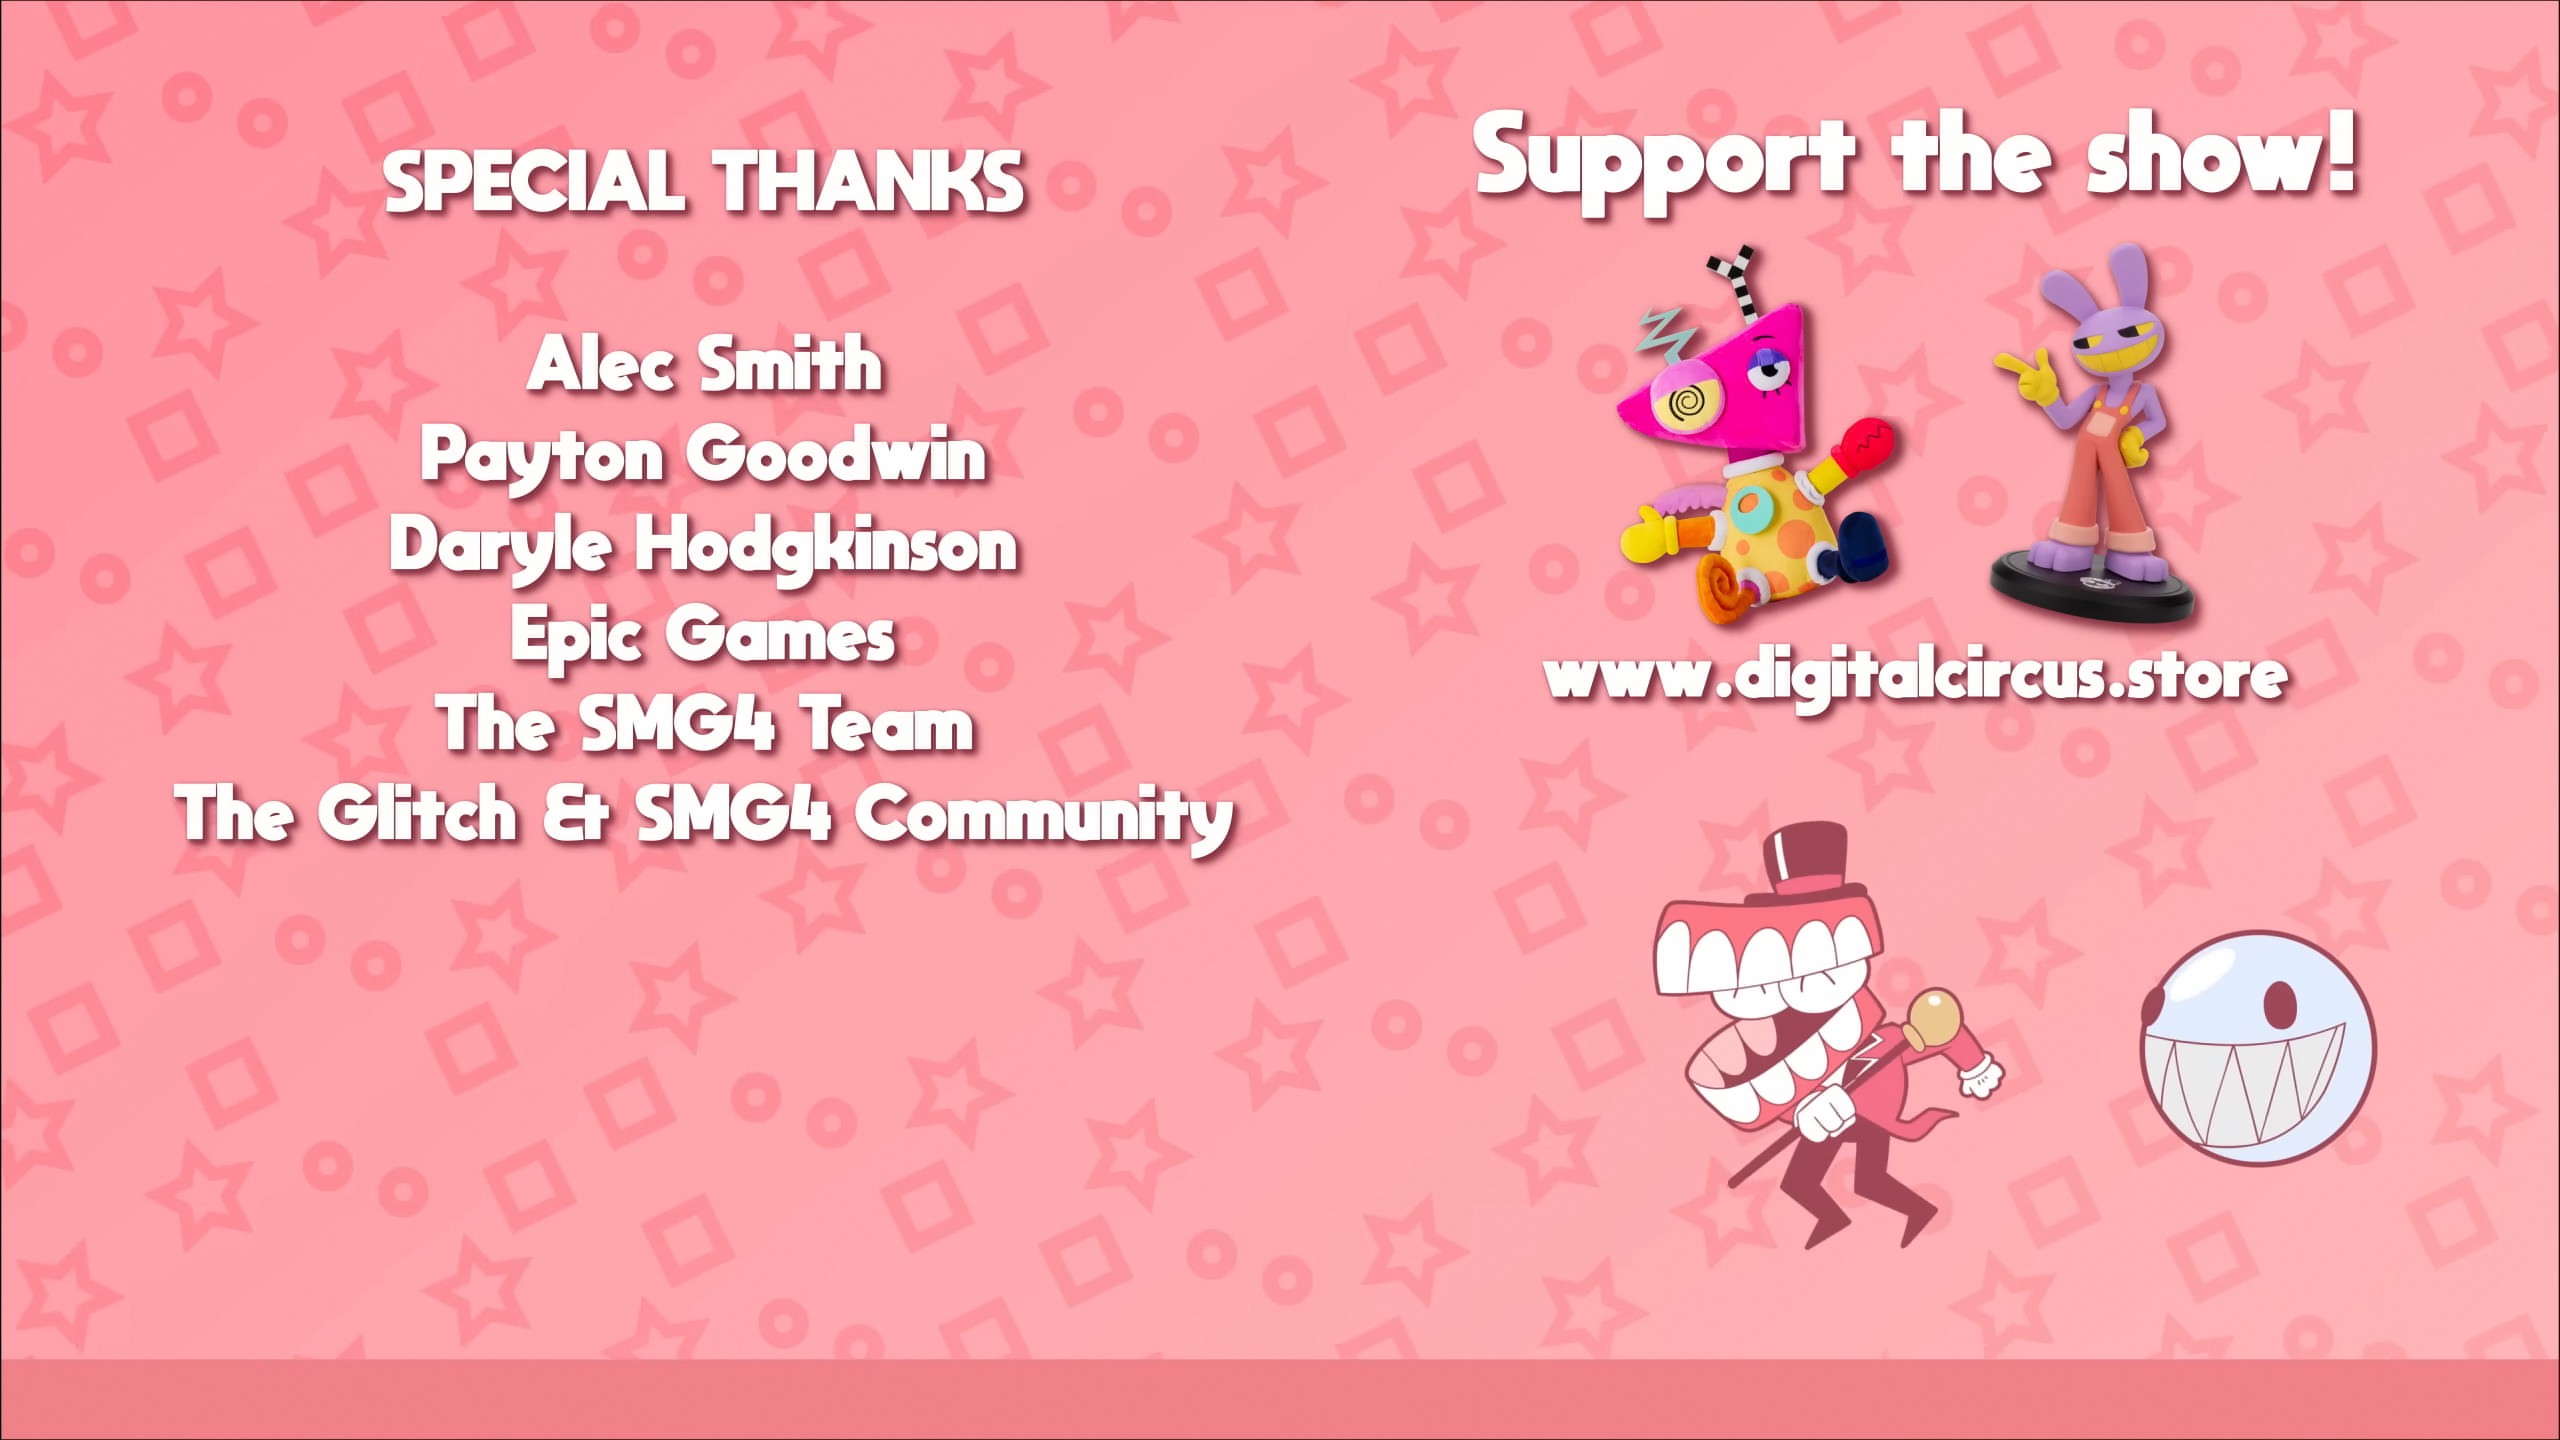 SPECIAL THANKS
Alec Smith
Payton Goodwin
Daryle Hodgkinson
Epic Games
The SMG4 Team
The Glitch & SMG4 Community
Support the show!
www.digitalcircus.store